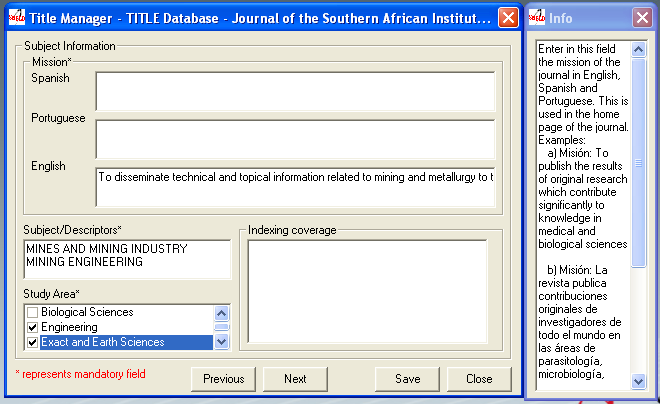 Title Manager - TITLE Database - Journal of the Southern African Institut...
Subject Information
Mission*
Spanish
Portuguese
English
To disseminate technical and topical information related to mining and metallurgy to t
Subject/Descriptors*
MINES AND MINING INDUSTRY
MINING ENGINEERING
Indexing coverage
Study Area*
Biological Sciences
Engineering
Exact and Earth Sciences
* represents mandatory field
Previous
Next
Save
Close
Info
Enter in this field
the mission of the
journal in English,
Spanish and
Portuguese. This is
used in the home
page of the journal.
Examples:
a) Misión: To
publish the results
of original research
which contribute
significantly to
knowledge in
medical and
biological sciences
b) Misión: La
revista publica
contribuciones
originales de
investigadores de
todo el mundo en
las áreas de
parasitología,
microbiología,